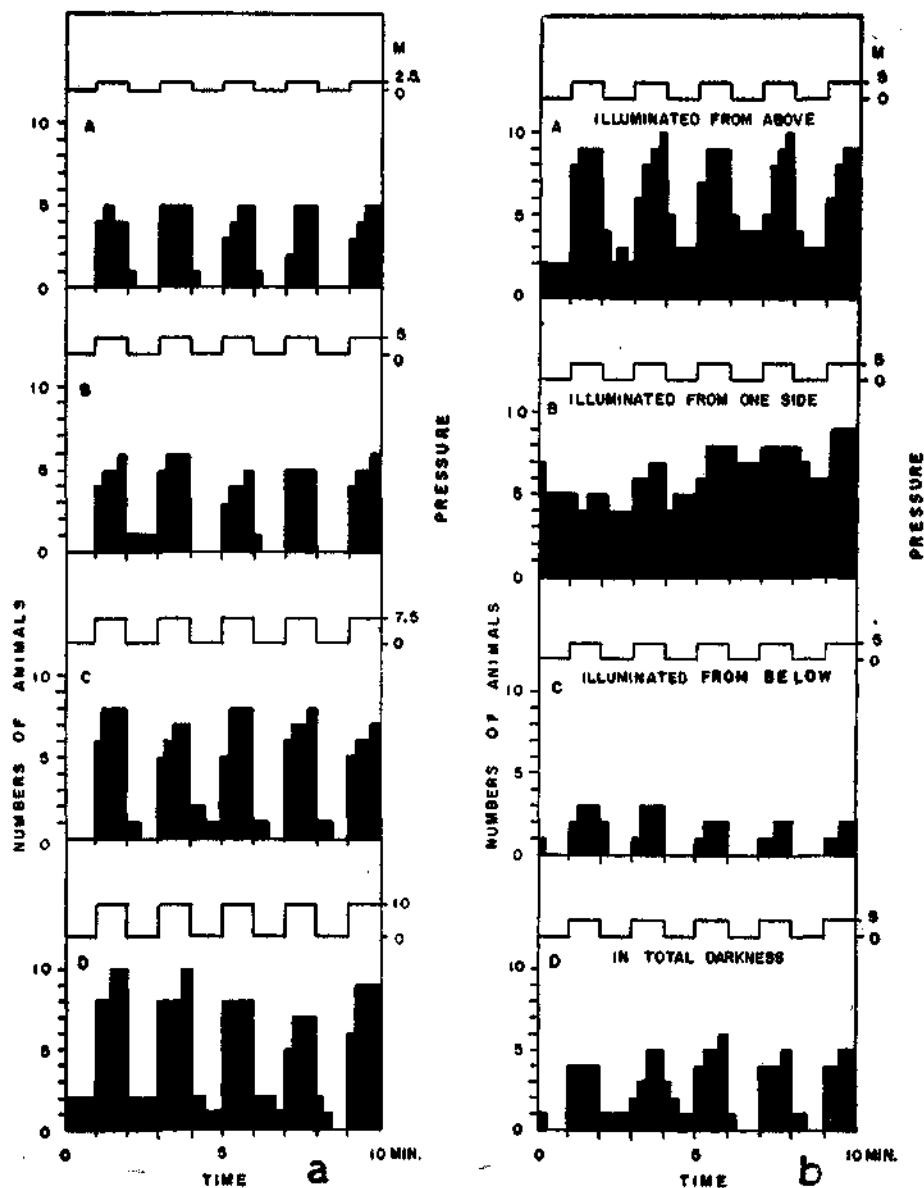 M
2.5
0
A
10
5
0
5
0
B
10
5
0
PRESSURE
7.5
0
C
10
5
0
NUMBERS OF ANIMALS
10
0
D
10
5
0
0 5 10 MIN.
TIME
a
M
5
0
ILLUMINATED FROM ABOVE
A
10
5
0
5
0
ILLUMINATED FROM ONE SIDE
B
10
5
0
PRESSURE
5
0
ILLUMINATED FROM BELOW
C
10
5
0
NUMBERS OF ANIMALS
5
0
IN TOTAL DARKNESS
D
10
5
0
0 5 10 MIN.
TIME
b